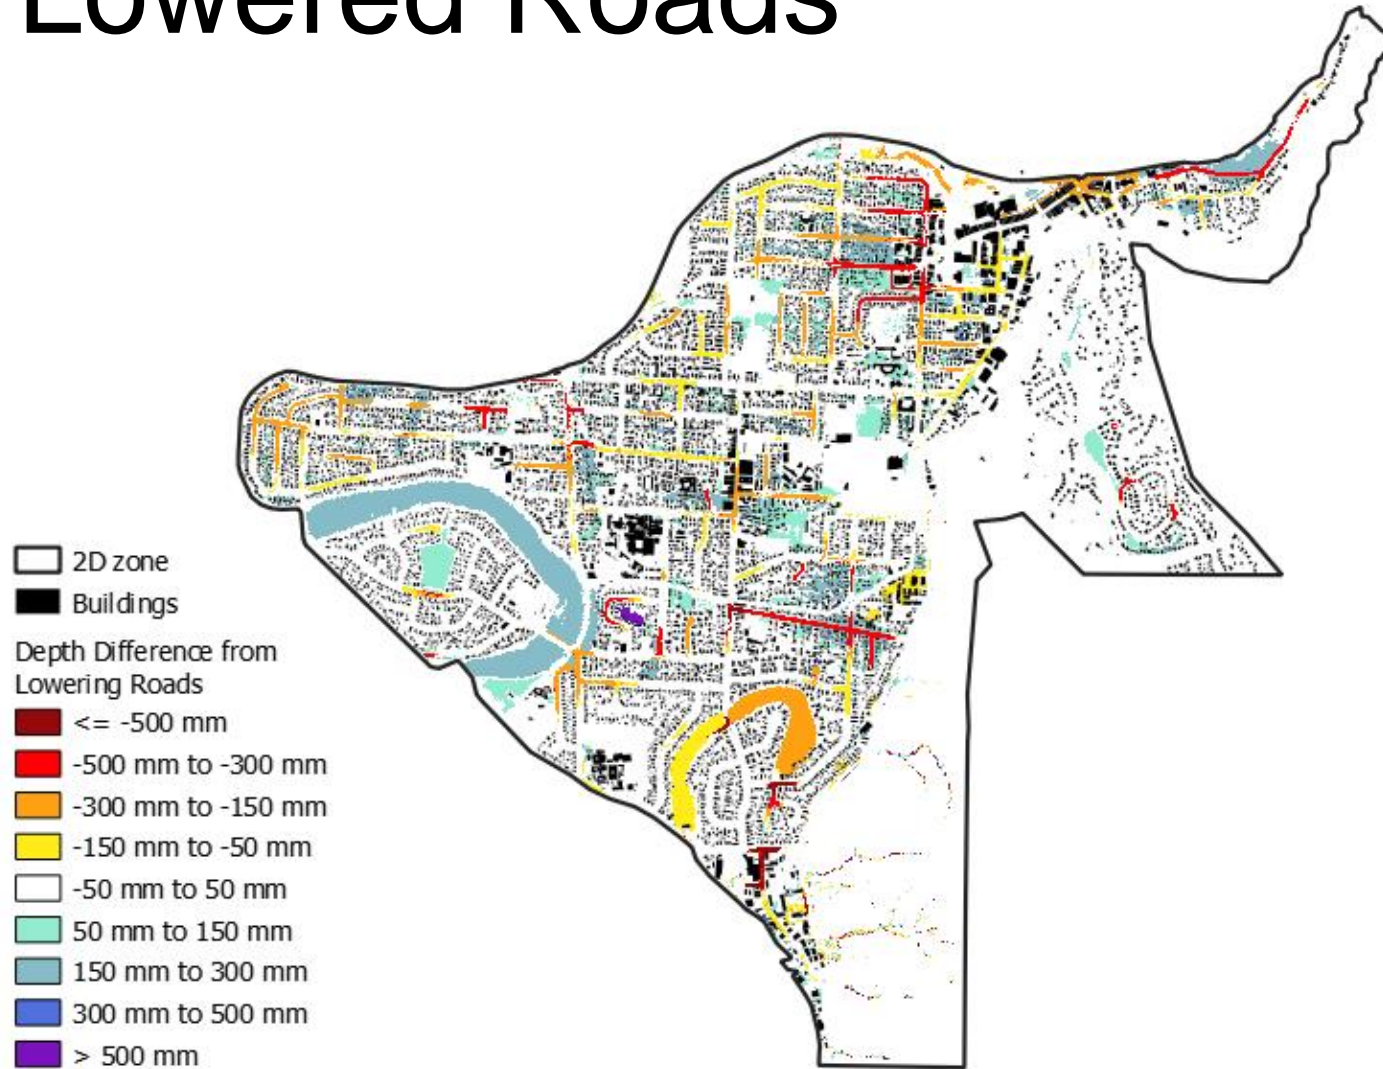 Lowered Roads
2D zone
Buildings
Depth Difference from
Lowering Roads
<= -500 mm
-500 mm to -300 mm
-300 mm to -150 mm
-150 mm to -50 mm
-50 mm to 50 mm
50 mm to 150 mm
150 mm to 300 mm
300 mm to 500 mm
> 500 mm